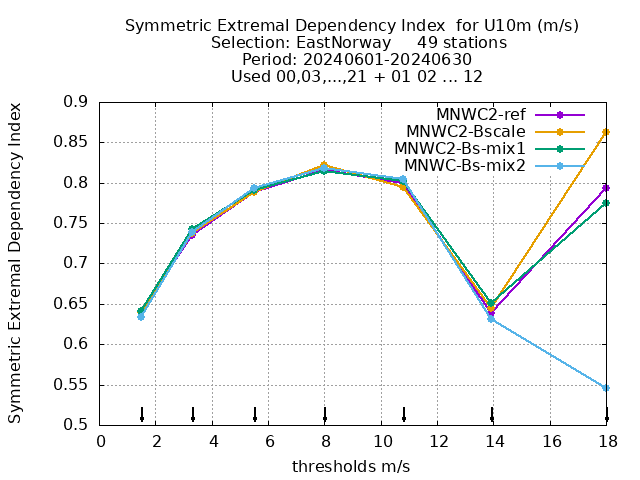 Symmetric Extremal Dependency Index  for U10m (m/s)
Selection: EastNorway     49 stations
Period: 20240601-20240630
Used 00,03,...,21 + 01 02 ... 12
Symmetric Extremal Dependency Index
0.9
0.85
0.8
0.75
0.7
0.65
0.6
0.55
0.5
MNWC2-ref
MNWC2-Bscale
MNWC2-Bs-mix1
MNWC-Bs-mix2
0 2 4 6 8 10 12 14 16 18
thresholds m/s